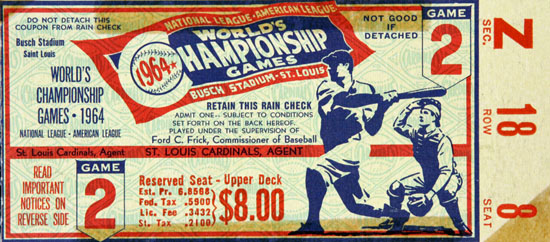 DO NOT DETACH THIS
COUPON FROM RAIN CHECK
Busch Stadium
Saint Louis
WORLD'S
CHAMPIONSHIP
GAMES • 1964
NATIONAL LEAGUE • AMERICAN LEAGUE
St. Louis Cardinals, Agent
READ
IMPORTANT
NOTICES ON
REVERSE SIDE
GAME
2
NATIONAL LEAGUE - AMERICAN LEAGUE
WORLD'S
CHAMPIONSHIP
GAMES
BUSCH STADIUM - ST. LOUIS
1964
NOT GOOD
IF
DETACHED
GAME
2
RETAIN THIS RAIN CHECK
ADMIT ONE -- SUBJECT TO CONDITIONS
SET FORTH ON THE BACK HEREOF.
PLAYED UNDER THE SUPERVISION OF
Ford C. Frick, Commissioner of Baseball
ST. LOUIS CARDINALS, AGENT
Reserved Seat - Upper Deck
Est. Pr. 6.8568
Fed. Tax .5900
Lic. Fee .3432
St. Tax .2100
$8.00
SEC.
Z
ROW
18
SEAT
8